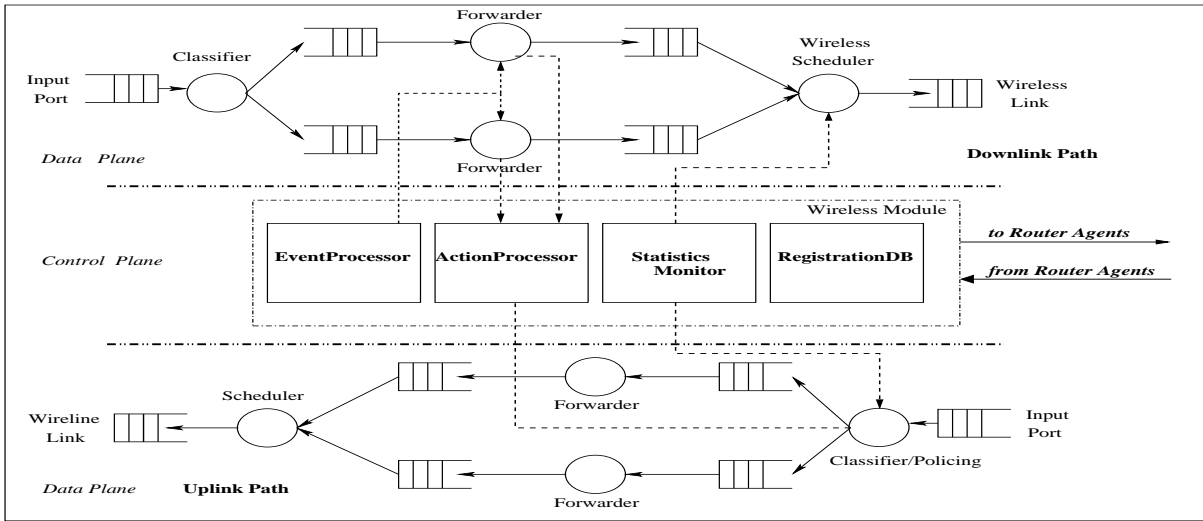 Forwarder
Classifier
Wireless
Scheduler
Input
Port
Wireless
Link
Forwarder
Data Plane
Downlink Path
Wireless Module
EventProcessor
ActionProcessor
Statistics
Monitor
RegistrationDB
to Router Agents
Control Plane
from Router Agents
Scheduler
Forwarder
Wireline
Link
Input
Port
Classifier/Policing
Data Plane
Uplink Path
Forwarder